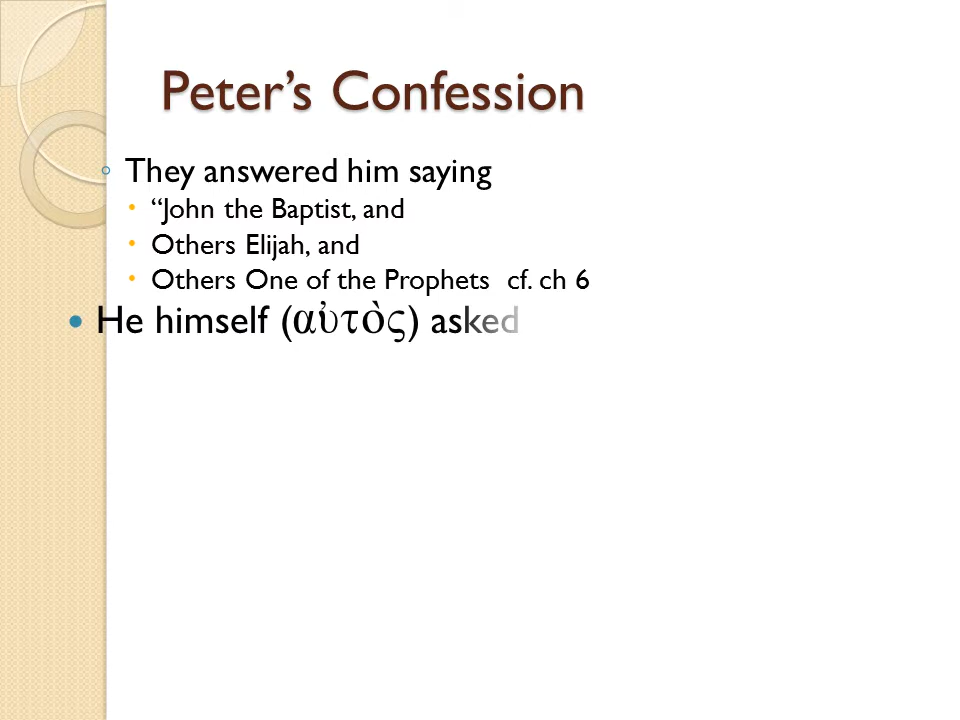 Peter’s Confession
◦ They answered him saying
• “John the Baptist, and
• Others Elijah, and
• Others One of the Prophets cf. ch 6
• He himself (αὐτὸς) asked